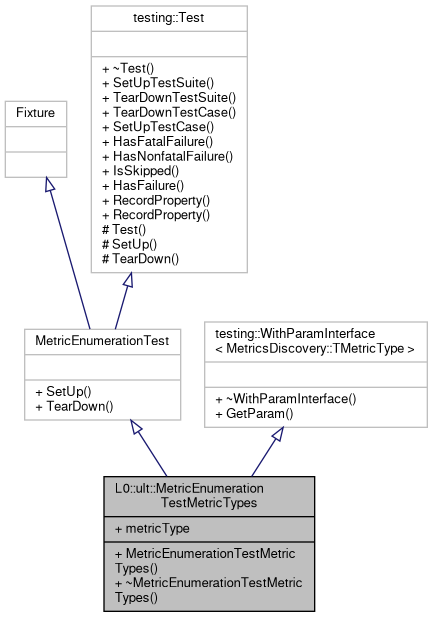 testing::Test
+ ~Test()
+ SetUpTestSuite()
+ TearDownTestSuite()
+ TearDownTestCase()
+ SetUpTestCase()
+ HasFatalFailure()
+ HasNonfatalFailure()
+ IsSkipped()
+ HasFailure()
+ RecordProperty()
+ RecordProperty()
# Test()
# SetUp()
# TearDown()
Fixture
MetricEnumerationTest
+ SetUp()
+ TearDown()
testing::WithParamInterface
< MetricsDiscovery::TMetricType >
+ ~WithParamInterface()
+ GetParam()
L0::ult::MetricEnumeration
TestMetricTypes
+ metricType
+ MetricEnumerationTestMetric
Types()
+ ~MetricEnumerationTestMetric
Types()